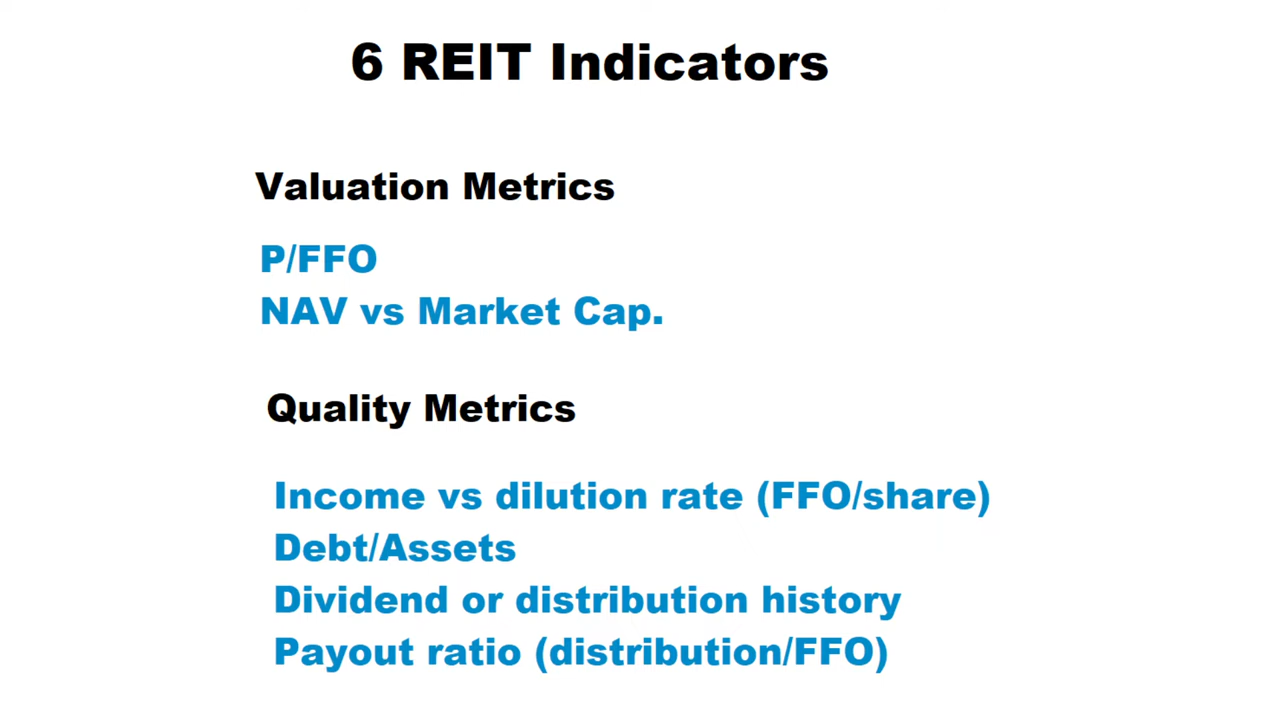 6 REIT Indicators
Valuation Metrics
P/FFO
NAV vs Market Cap.
Quality Metrics
Income vs dilution rate (FFO/share)
Debt/Assets
Dividend or distribution history
Payout ratio (distribution/FFO)